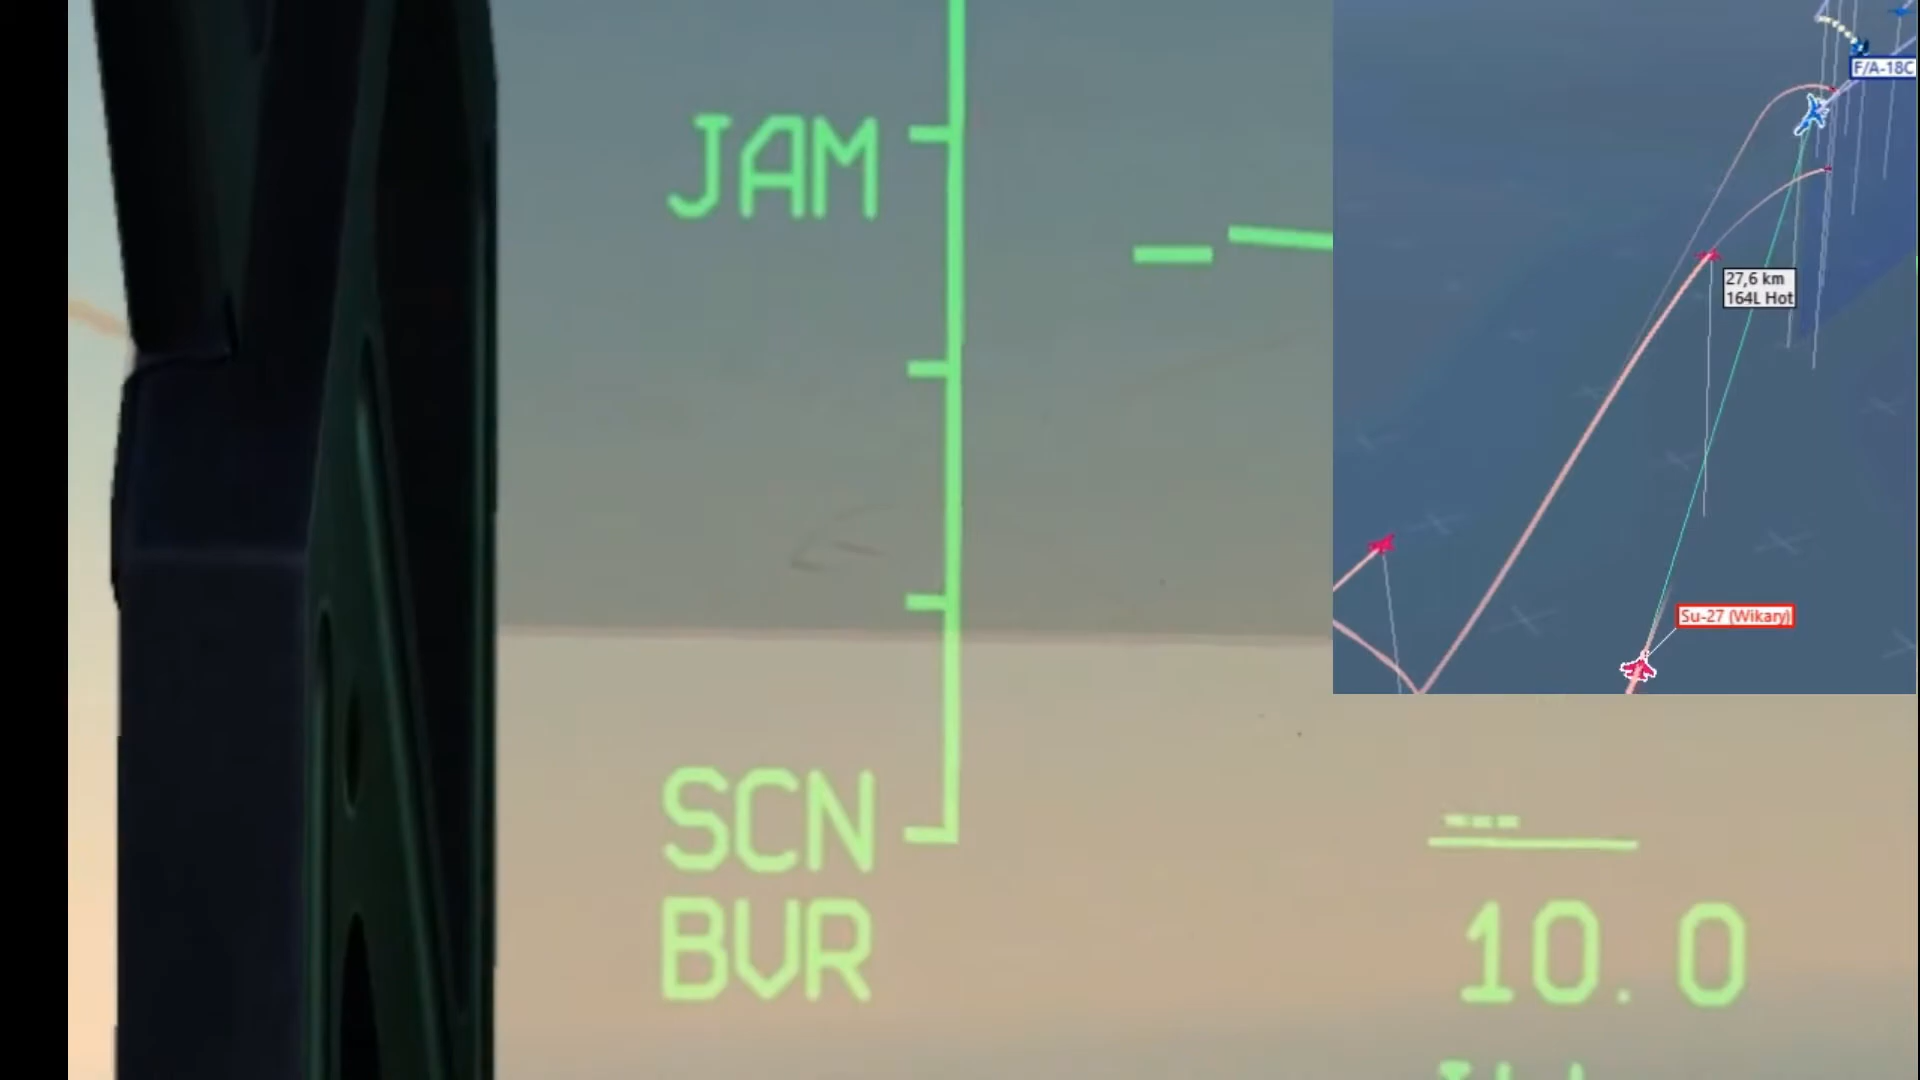 JAM
F/A-18C
27,6 km
164L Hot
Su-27 (Wikary)
SCN
BVR
10.0